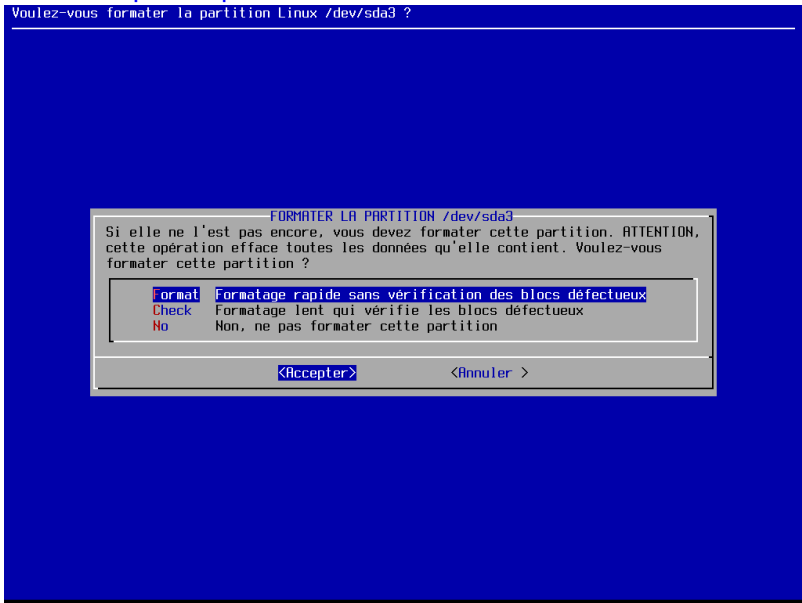 Voulez-vous formater la partition Linux /dev/sda3 ?
FORMATER LA PARTITION /dev/sda3
Si elle ne l'est pas encore, vous devez formater cette partition. ATTENTION,
cette opération efface toutes les données qu'elle contient. Voulez-vous
formater cette partition ?
Format Formatage rapide sans vérification des blocs défectueux
Check Formatage lent qui vérifie les blocs défectueux
No Non, ne pas formater cette partition
<Accepter> <Annuler >